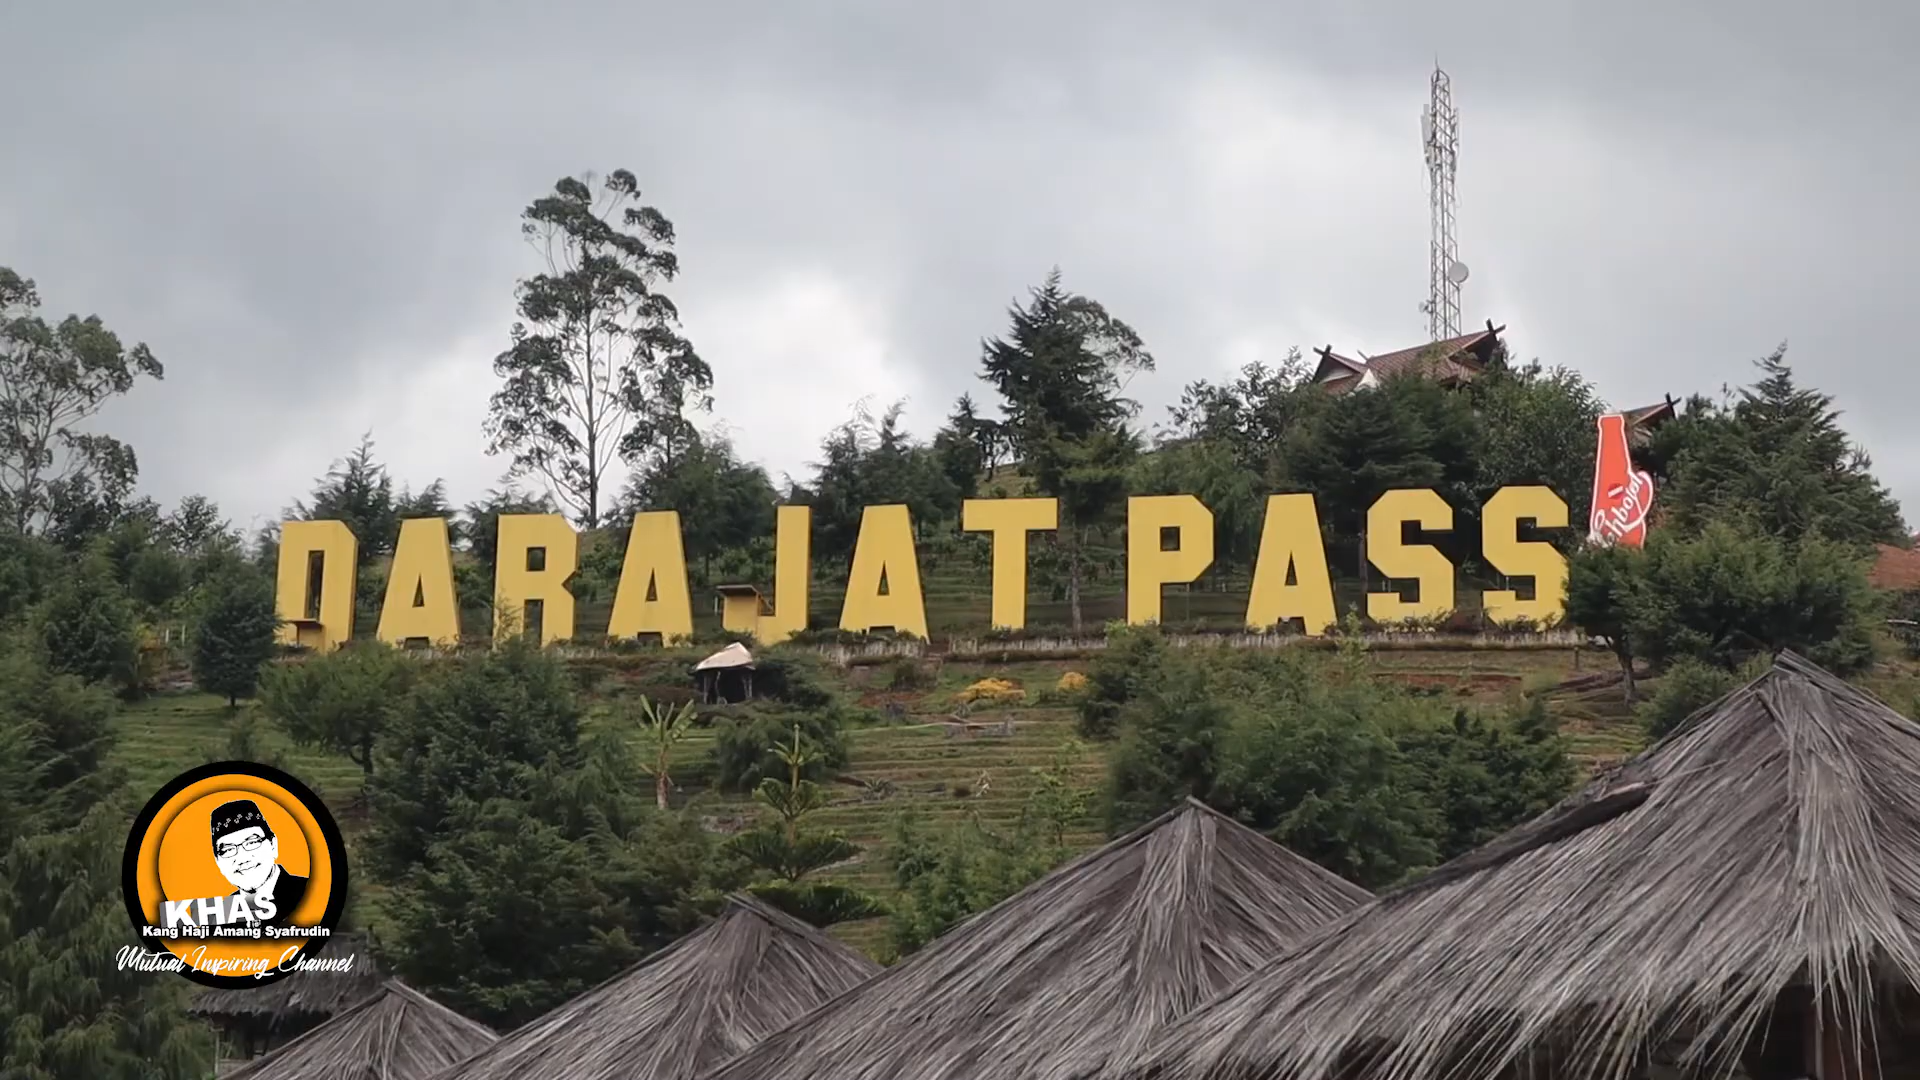 DARAJAT PASS
KHAS
Kang Haji Amang Syafrudin
Mutual Inspiring Channel